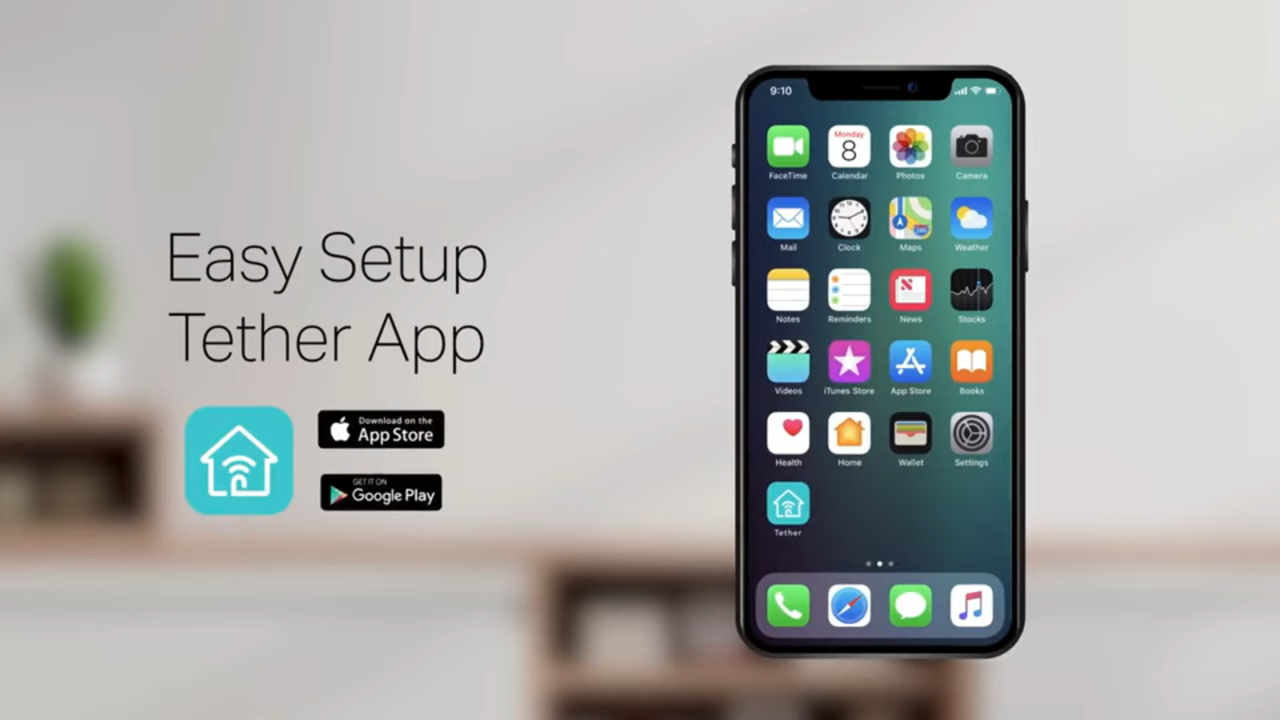 Easy Setup
Tether App
Download on the
App Store
GET IT ON
Google Play
9:10
Monday
8
FaceTime Calendar Photos Camera
Mail Clock Maps Weather
Notes Reminders News Stocks
Videos iTunes Store App Store Books
Health Home Wallet Settings
Tether